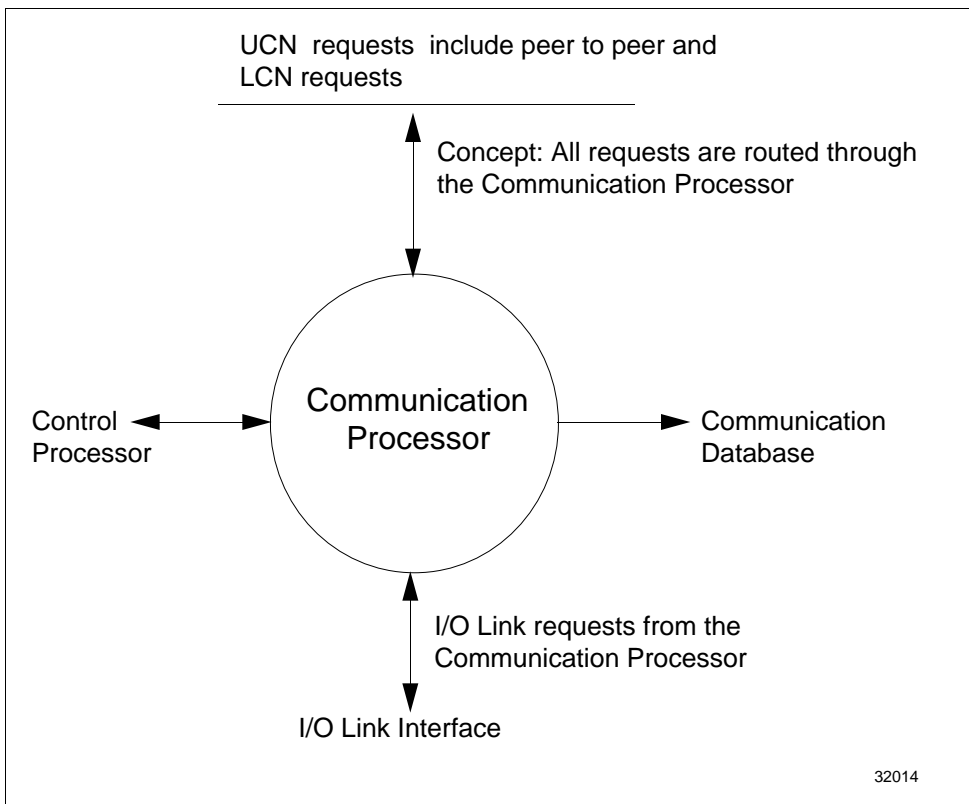 UCN requests include peer to peer and
LCN requests
Concept: All requests are routed through
the Communication Processor
Communication
Processor
Control
Processor
Communication
Database
I/O Link requests from the
Communication Processor
I/O Link Interface
32014